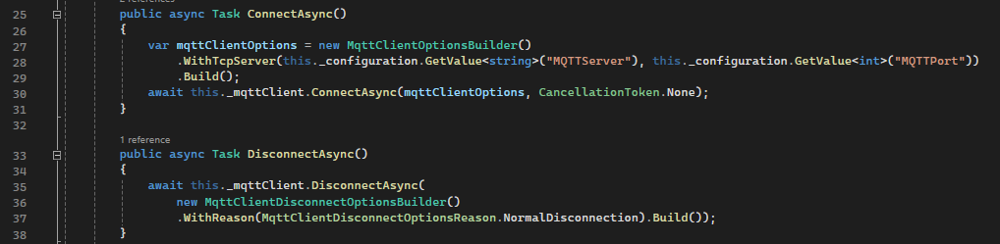 2 references
25 public async Task ConnectAsync()
26 {
27 var mqttClientOptions = new MqttClientOptionsBuilder()
28 .WithTcpServer(this._configuration.GetValue<string>("MQTTServer"), this._configuration.GetValue<int>("MQTTPort"))
29 .Build();
30 await this._mqttClient.ConnectAsync(mqttClientOptions, CancellationToken.None);
31 }
32
1 reference
33 public async Task DisconnectAsync()
34 {
35 await this._mqttClient.DisconnectAsync(
36 new MqttClientDisconnectOptionsBuilder()
37 .WithReason(MqttClientDisconnectOptionsReason.NormalDisconnection).Build());
38 }